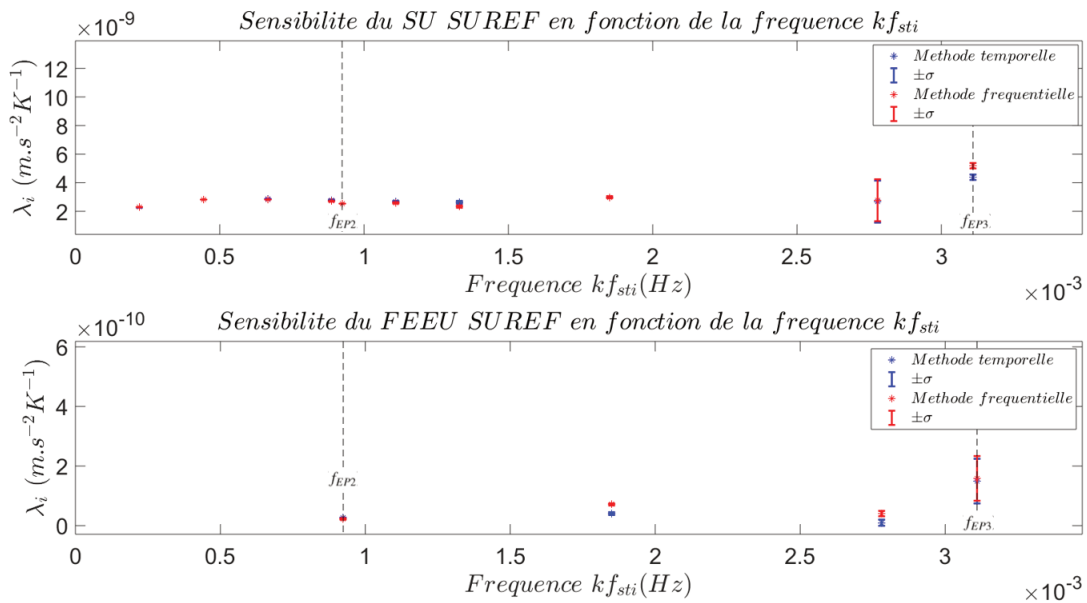 ×10⁻⁹
Sensibilite du SU SUREF en fonction de la frequence kf_sti
λ_i (m.s⁻²K⁻¹)
12
10
8
6
4
2
Methode temporelle
±σ
Methode frequentielle
±σ
f_EP2
f_EP3
0 0.5 1 1.5 2 2.5 3
Frequence kf_sti(Hz)
×10⁻³
×10⁻¹⁰
Sensibilite du FEEU SUREF en fonction de la frequence kf_sti
λ_i (m.s⁻²K⁻¹)
6
4
2
0
Methode temporelle
±σ
Methode frequentielle
±σ
f_EP2
f_EP3
0 0.5 1 1.5 2 2.5 3
Frequence kf_sti(Hz)
×10⁻³